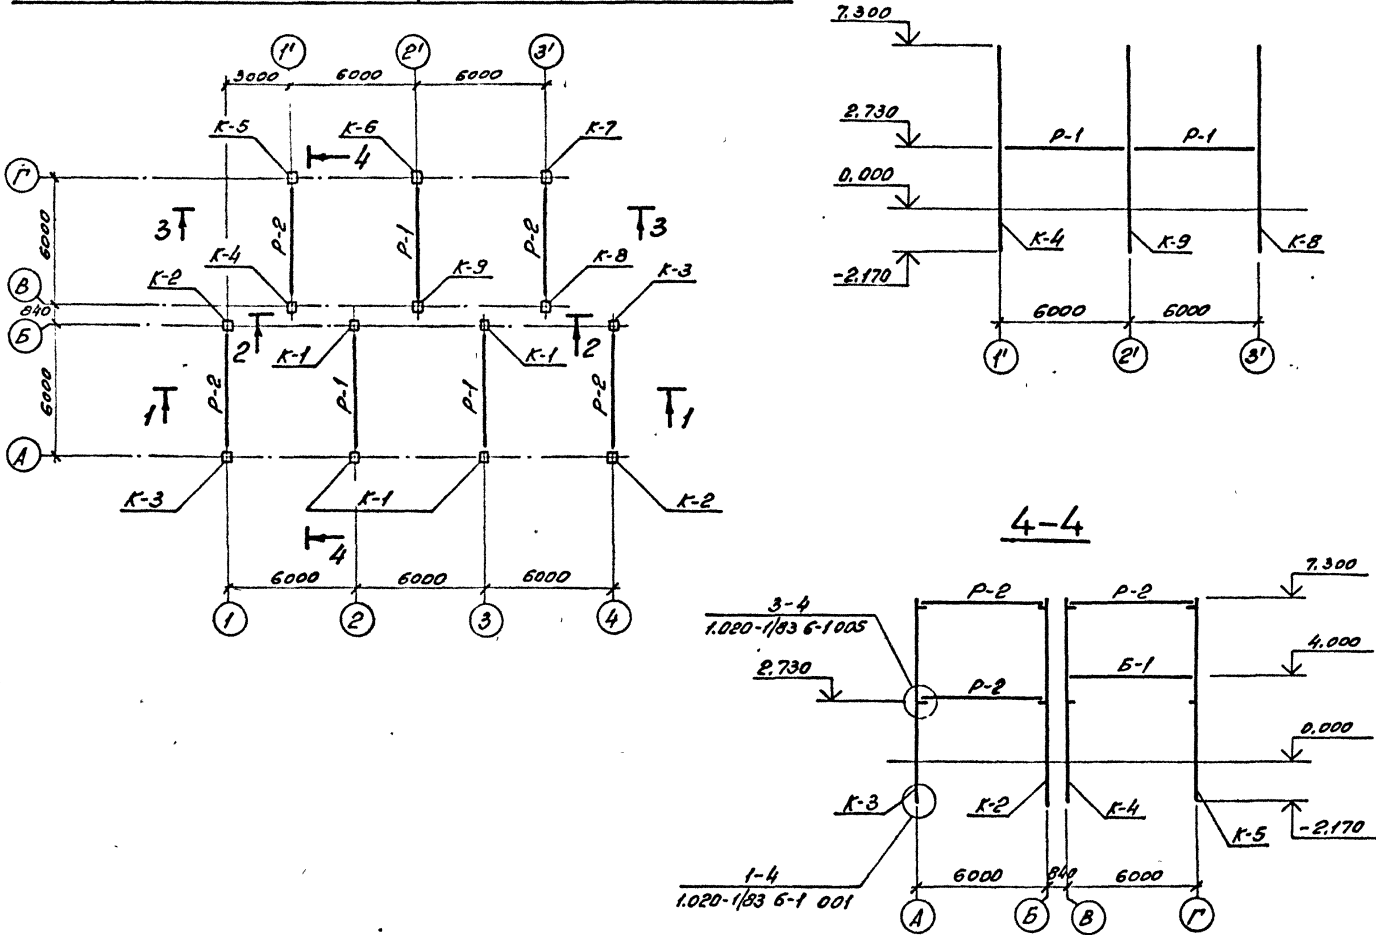 1' 2' 3'
3000 6000 6000
К-5 К-6 К-7
4
Г
3 3
6000
Р-2 Р-1 Р-2
К-4 К-9 К-8 К-3
К-2
В
840
Б
2 2
К-1 К-1
6000
Р-2 Р-1 Р-1 Р-2
1 1
А
К-3 К-1 К-2
4
6000 6000 6000
1 2 3 4
7.300
2.730
Р-1 Р-1
0.000
К-4 К-9 К-8
-2.170
6000 6000
1' 2' 3'
4-4
7.300
Р-2 Р-2
3-4
1.020-1/83 6-1 005
4.000
2.730
Б-1
Р-2
0.000
К-3 К-2 К-4 К-5
-2.170
1-4
1.020-1/83 6-1 001
6000 840 6000
А Б В Г